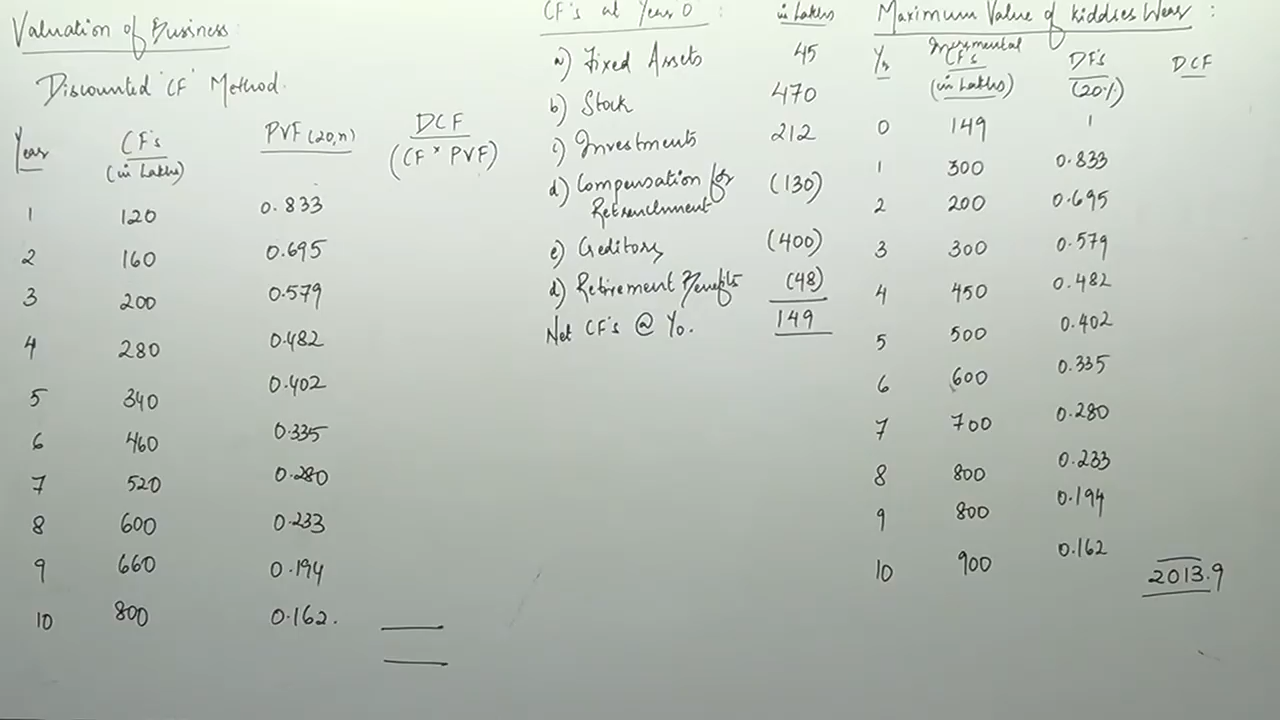 Valuation of Business
Discounted 'CF' Method.
Year CF's (in Lakhs) PVF (20,n) DCF (CF * PVF)
1 120 0.833
2 160 0.695
3 200 0.579
4 280 0.482
5 340 0.402
6 460 0.335
7 520 0.280
8 600 0.233
9 660 0.194
10 800 0.162.
CF's at Year 0 : in Lakhs
a) Fixed Assets 45
b) Stock 470
c) Investments 212
d) Compensation for (130)
Retrenchment
e) Creditors (400)
d) Retirement Benefits (48)
Net CF's @ Y0. 149
Maximum Value of Kiddies Wear :
Yr Incremental CF's (in Lakhs) DF's (20%) DCF
0 149 1
1 300 0.833
2 200 0.695
3 300 0.579
4 450 0.482
5 500 0.402
6 600 0.335
7 700 0.280
8 800 0.233
9 800 0.194
10 900 0.162
2013.9